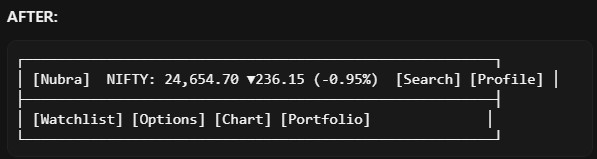 AFTER:
[Nubra] NIFTY: 24,654.70 ▼236.15 (-0.95%) [Search] [Profile]
[Watchlist] [Options] [Chart] [Portfolio]